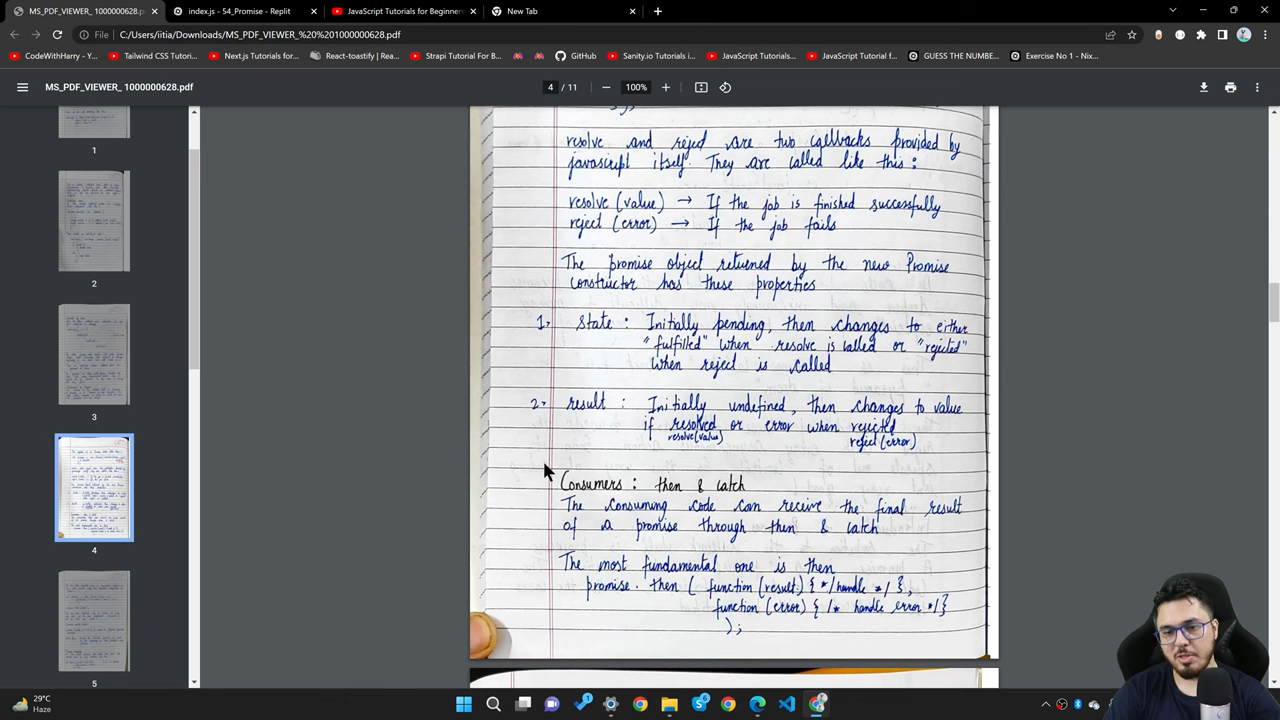 MS_PDF_VIEWER_ 1000000628.pdf
index.js - 54_Promise - Replit
JavaScript Tutorials for Beginners
New Tab
File
C:/Users/iitia/Downloads/MS_PDF_VIEWER_%20%201000000628.pdf
CodeWithHarry - Y...
Tailwind CSS Tutori...
Next.js Tutorials for...
React-toastify | Rea...
Strapi Tutorial For B...
GitHub
Sanity.io Tutorials i...
JavaScript Tutorials...
JavaScript Tutorial f...
GUESS THE NUMBE...
Exercise No 1 - Nix...
MS_PDF_VIEWER_ 1000000628.pdf
4 / 11
100%
resolve and reject are two callbacks provided by
javascript itself. They are called like this :
resolve (value) → If the job is finished successfully
reject (error) → If the job fails
The promise object returned by the new Promise
constructor has these properties
1. State : Initially pending, then changes to either
"fulfilled" when resolve is called or "rejected"
when reject is called
2. result : Initially undefined, then changes to value
if resolved or error when rejected
resolve(value) reject (error)
Consumers : then & catch
The Consuming Code can receive the final result
of a promise through then & catch
The most fundamental one is then
promise. then ( function (result) { */handle */ },
function (error) { /* handle error */}
);
1
2
3
4
5
29°C
Haze